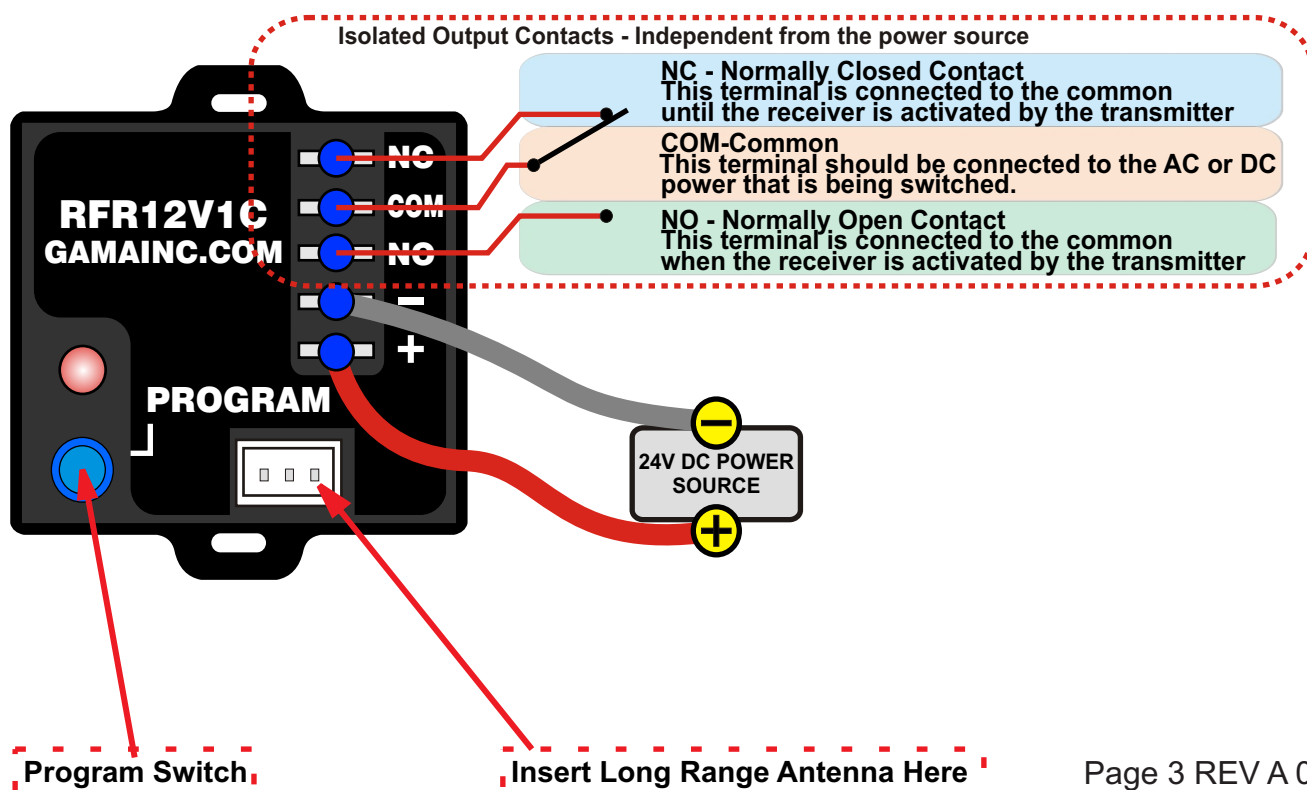 Isolated Output Contacts - Independent from the power source
NC - Normally Closed Contact
This terminal is connected to the common
until the receiver is activated by the transmitter
COM-Common
This terminal should be connected to the AC or DC
power that is being switched.
NO - Normally Open Contact
This terminal is connected to the common
when the receiver is activated by the transmitter
NC
COM
NO
−
+
RFR12V1C
GAMAINC.COM
PROGRAM
−
24V DC POWER
SOURCE
+
Program Switch
Insert Long Range Antenna Here
Page 3 REV A 0